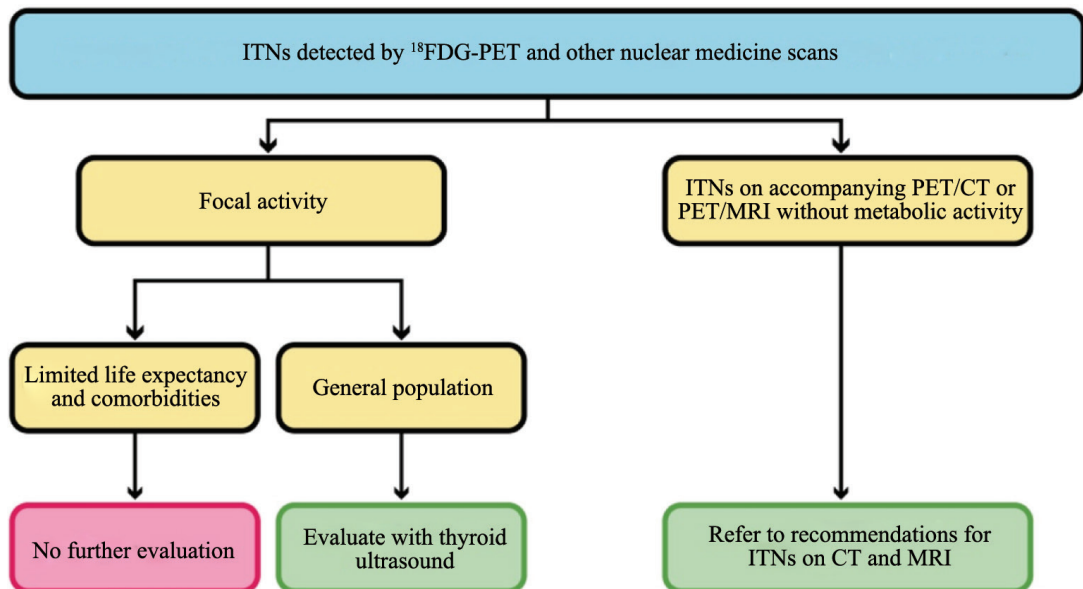 ITNs detected by ¹⁸FDG-PET and other nuclear medicine scans
Focal activity
ITNs on accompanying PET/CT or
PET/MRI without metabolic activity
Limited life expectancy
and comorbidities
General population
No further evaluation
Evaluate with thyroid
ultrasound
Refer to recommendations for
ITNs on CT and MRI